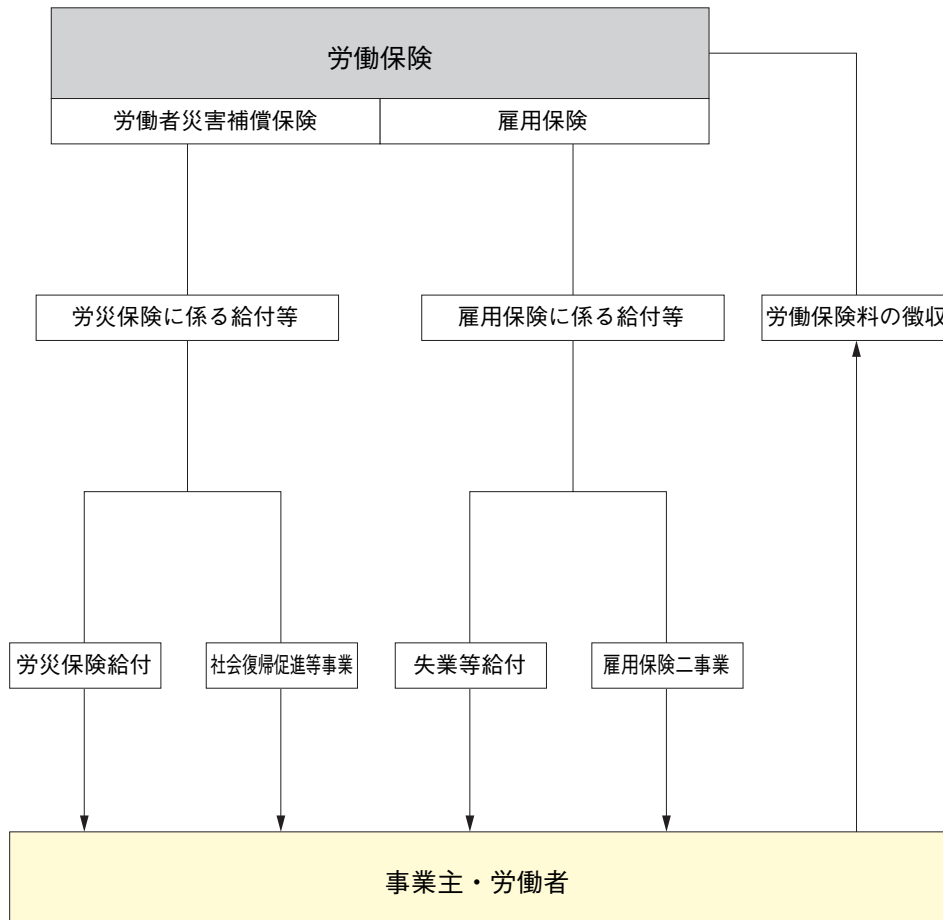 労働保険
労働者災害補償保険
雇用保険
労災保険に係る給付等
雇用保険に係る給付等
労働保険料の徴収
労災保険給付
社会復帰促進等事業
失業等給付
雇用保険二事業
事業主・労働者